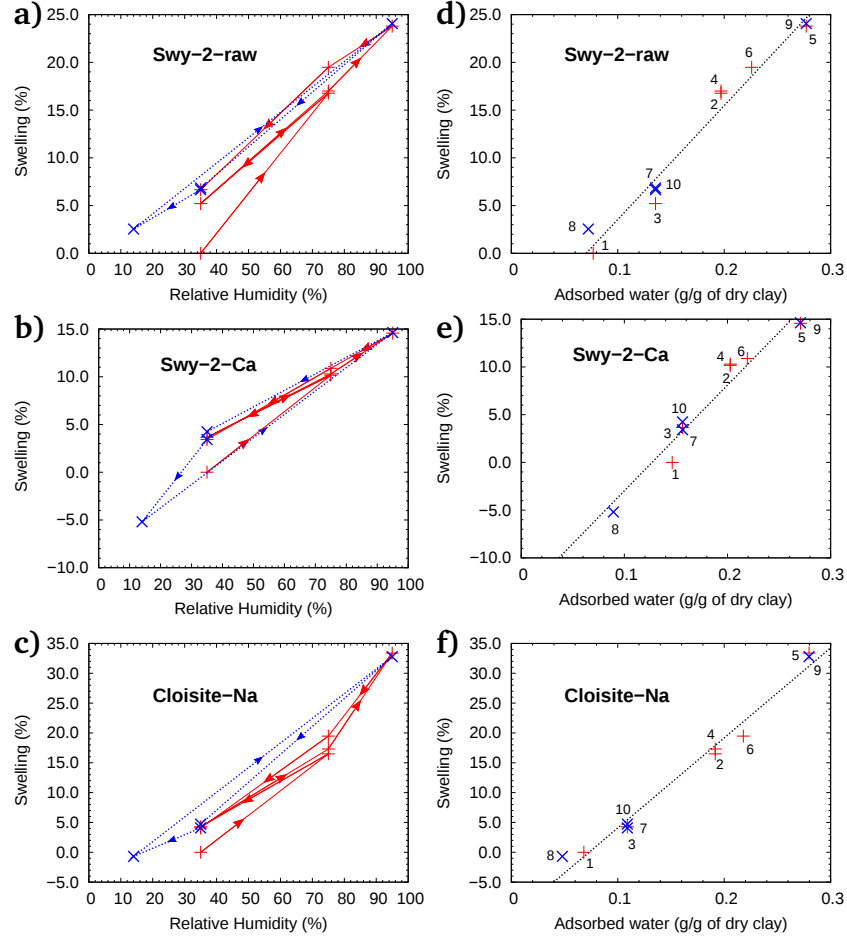 a)
Swy−2−raw
Swelling (%)
25.0
20.0
15.0
10.0
5.0
0.0
0 10 20 30 40 50 60 70 80 90 100
Relative Humidity (%)
d)
Swy−2−raw
Swelling (%)
25.0
20.0
15.0
10.0
5.0
0.0
9
5
6
4
2
7
10
3
8
1
0 0.1 0.2 0.3
Adsorbed water (g/g of dry clay)
b)
Swy−2−Ca
Swelling (%)
15.0
10.0
5.0
0.0
−5.0
−10.0
0 10 20 30 40 50 60 70 80 90 100
Relative Humidity (%)
e)
Swy−2−Ca
Swelling (%)
15.0
10.0
5.0
0.0
−5.0
−10.0
9
5
4 6
2
10
3
7
1
8
0 0.1 0.2 0.3
Adsorbed water (g/g of dry clay)
c)
Cloisite−Na
Swelling (%)
35.0
30.0
25.0
20.0
15.0
10.0
5.0
0.0
−5.0
0 10 20 30 40 50 60 70 80 90 100
Relative Humidity (%)
f)
Cloisite−Na
Swelling (%)
35.0
30.0
25.0
20.0
15.0
10.0
5.0
0.0
−5.0
5
9
4
6
2
10
7
3
8
1
0 0.1 0.2 0.3
Adsorbed water (g/g of dry clay)